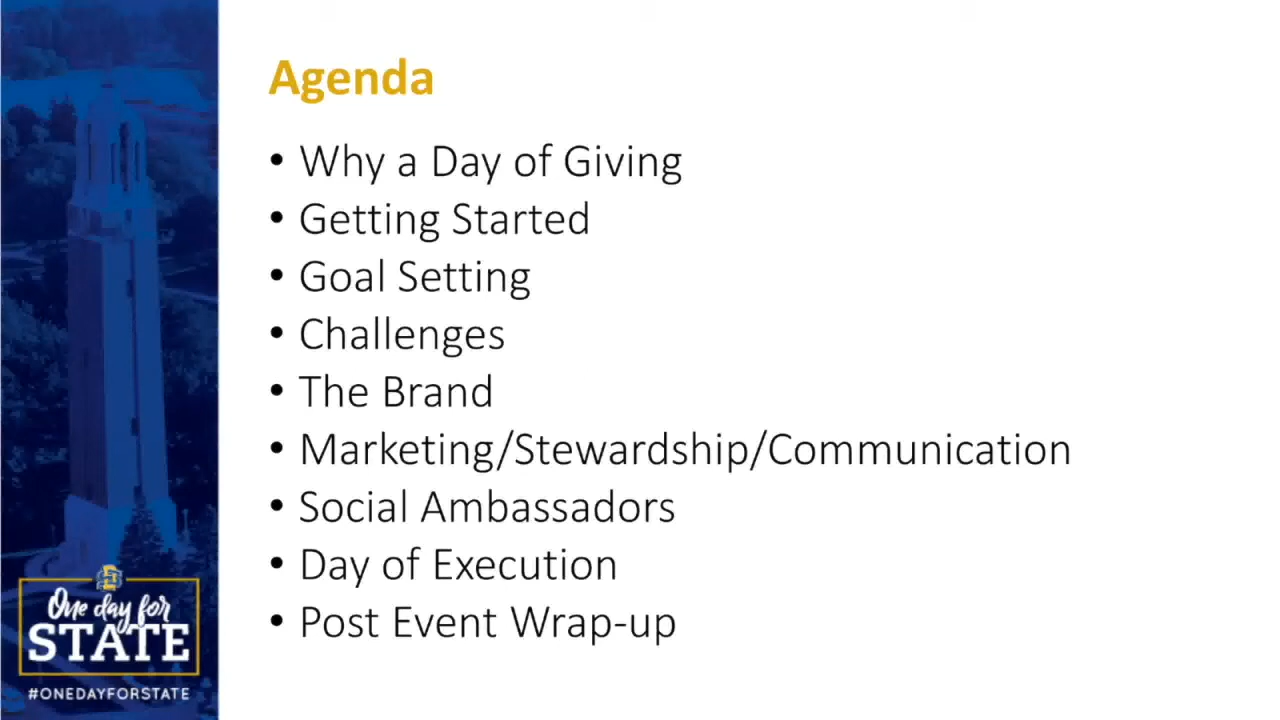 Agenda
• Why a Day of Giving
• Getting Started
• Goal Setting
• Challenges
• The Brand
• Marketing/Stewardship/Communication
• Social Ambassadors
• Day of Execution
• Post Event Wrap-up
One day for
STATE
#ONEDAYFORSTATE